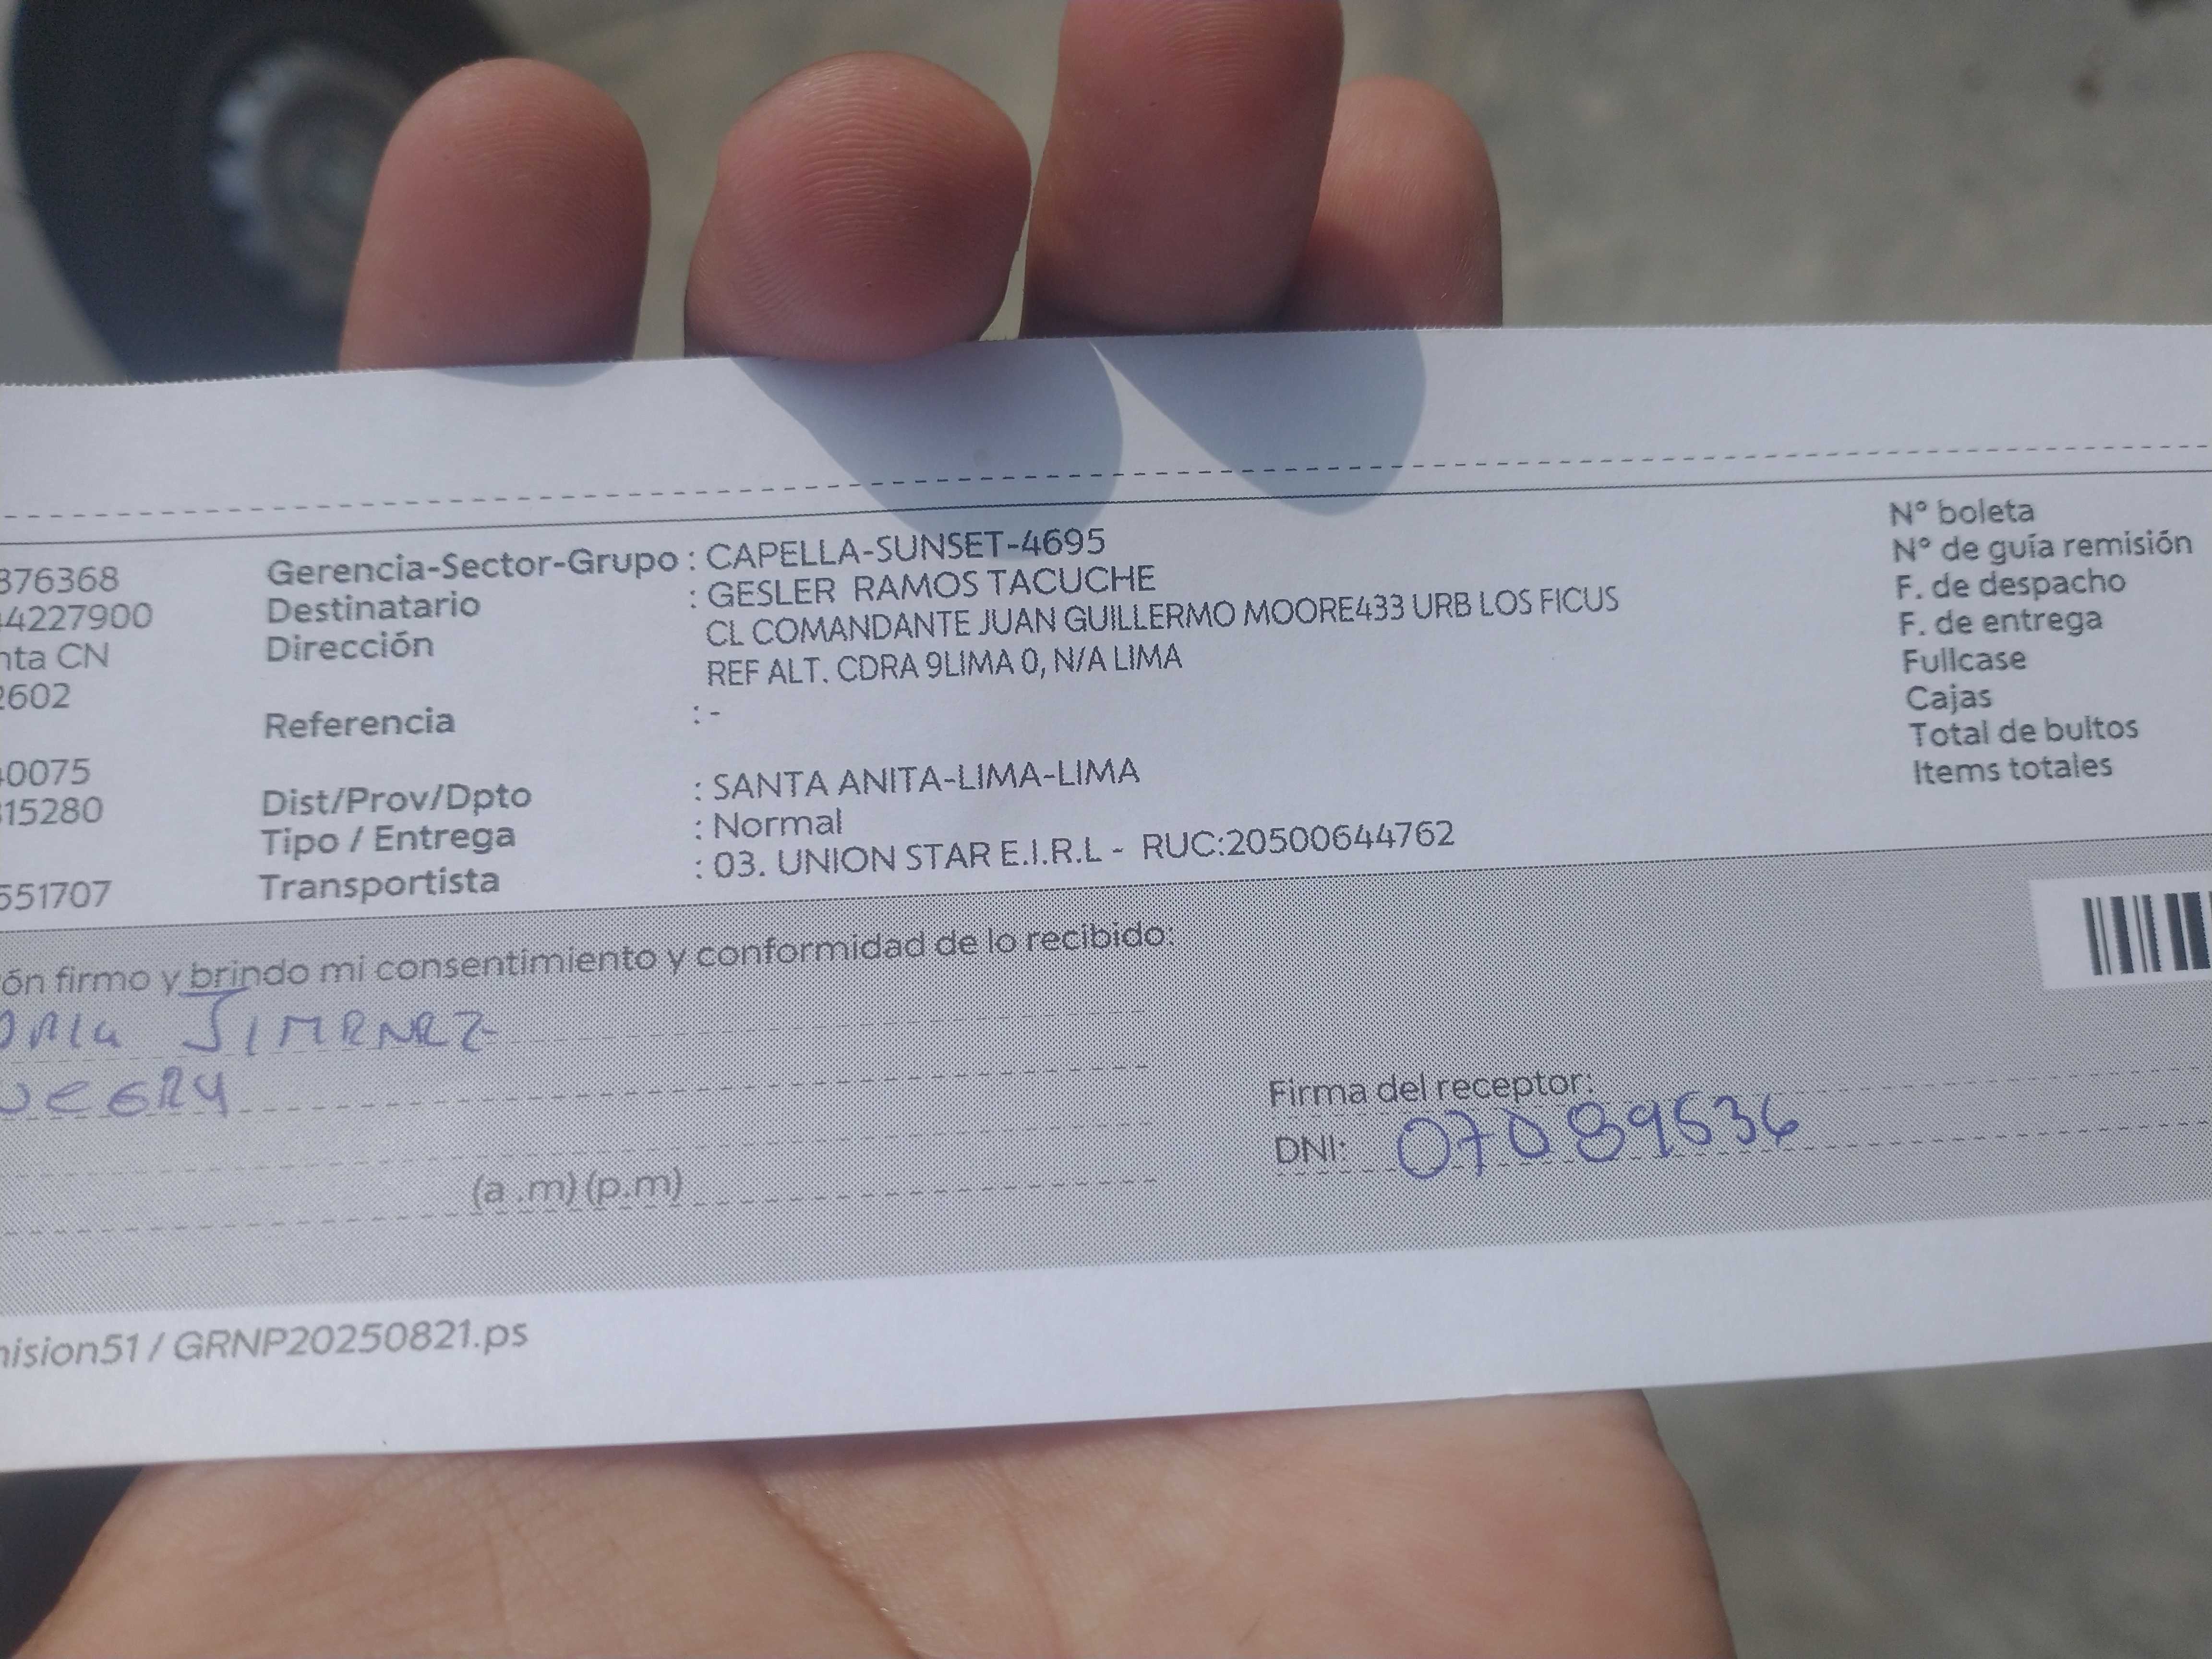 376368
4227900
nta CN
2602
0075
15280
551707
Gerencia-Sector-Grupo : CAPELLA-SUNSET-4695
Destinatario : GESLER RAMOS TACUCHE
Dirección CL COMANDANTE JUAN GUILLERMO MOORE433 URB LOS FICUS
REF ALT. CDRA 9LIMA 0, N/A LIMA
Referencia : -
Dist/Prov/Dpto : SANTA ANITA-LIMA-LIMA
Tipo / Entrega : Normal
Transportista : 03. UNION STAR E.I.R.L - RUC:20500644762
N° boleta
N° de guía remisión
F. de despacho
F. de entrega
Fullcase
Cajas
Total de bultos
Items totales
ón firmo y brindo mi consentimiento y conformidad de lo recibido:
JIMENEZ
(a .m) (p.m)
Firma del receptor:
DNI: 07089536
nision51 / GRNP20250821.ps